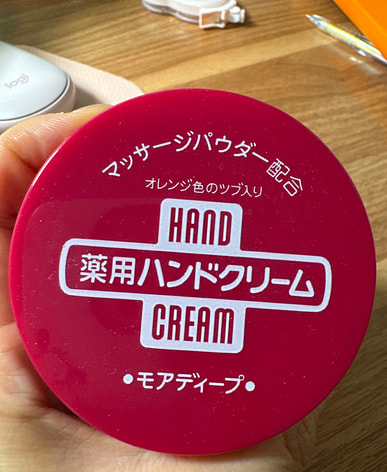 logi
マッサージパウダー配合
オレンジ色のツブ入り
HAND
薬用ハンドクリーム
CREAM
•モアディープ•